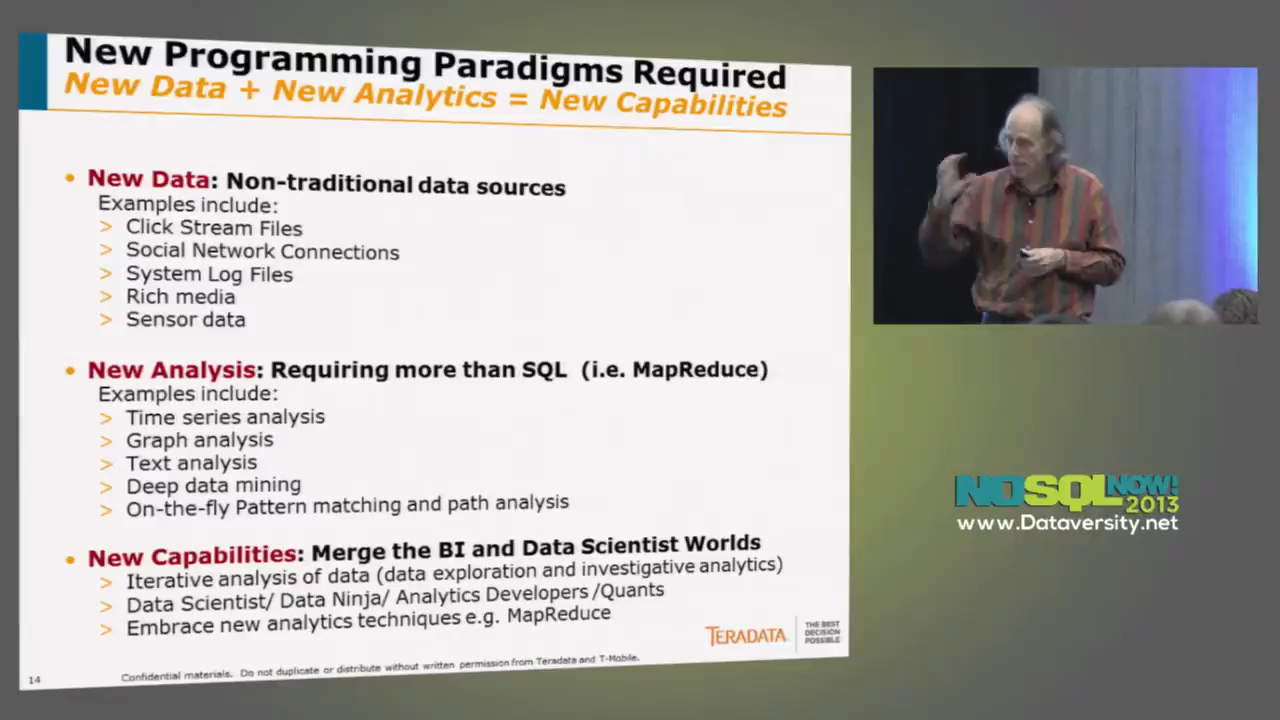 New Programming Paradigms Required
New Data + New Analytics = New Capabilities
• New Data: Non-traditional data sources
Examples include:
> Click Stream Files
> Social Network Connections
> System Log Files
> Rich media
> Sensor data
• New Analysis: Requiring more than SQL (i.e. MapReduce)
Examples include:
> Time series analysis
> Graph analysis
> Text analysis
> Deep data mining
> On-the-fly Pattern matching and path analysis
• New Capabilities: Merge the BI and Data Scientist Worlds
> Iterative analysis of data (data exploration and investigative analytics)
> Data Scientist/ Data Ninja/ Analytics Developers /Quants
> Embrace new analytics techniques e.g. MapReduce
TERADATA
THE BEST
DECISION
POSSIBLE
14
Confidential materials. Do not duplicate or distribute without written permission from Teradata and T-Mobile.
NOSQL NOW!
2013
www.Dataversity.net